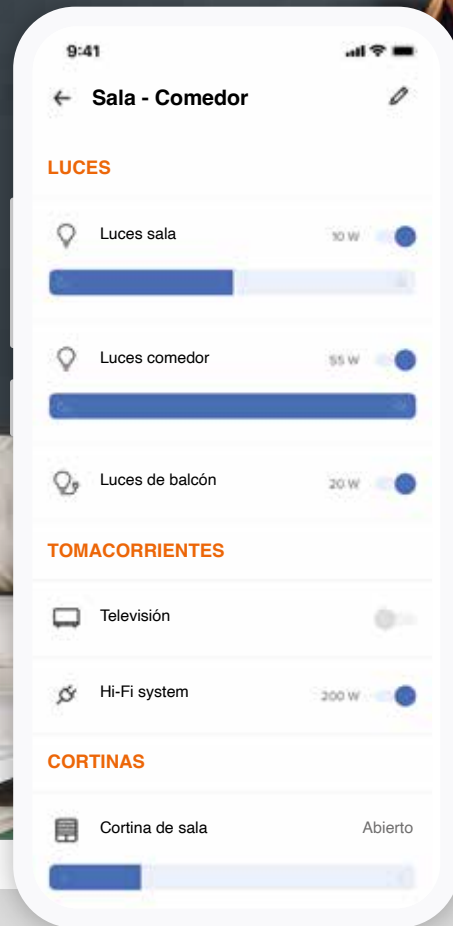 9:41
Sala - Comedor
LUCES
Luces sala 10 W
Luces comedor 55 W
Luces de balcón 20 W
TOMACORRIENTES
Televisión
Hi-Fi system 200 W
CORTINAS
Cortina de sala Abierto